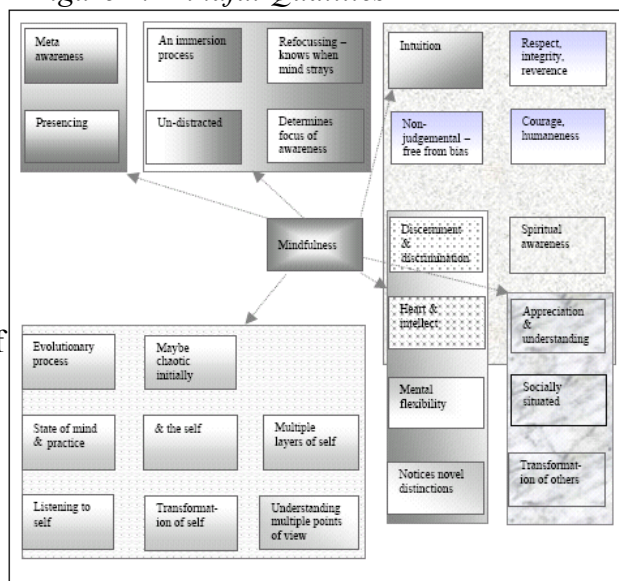 Meta
awareness
Presencing
An immersion
process
Refocussing –
knows when
mind strays
Un-distracted
Determines
focus of
awareness
Intuition
Respect,
integrity,
reverence
Non-
judgemental –
free from bias
Courage,
humaneness
Mindfulness
Discernment
&
discrimination
Spiritual
awareness
Heart &
intellect
Appreciation
&
understanding
Mental
flexibility
Socially
situated
Notices novel
distinctions
Transformat-
ion of others
f
Evolutionary
process
Maybe
chaotic
initially
State of mind
& practice
& the self
Multiple
layers of self
Listening to
self
Transformat-
ion of self
Understanding
multiple points
of view